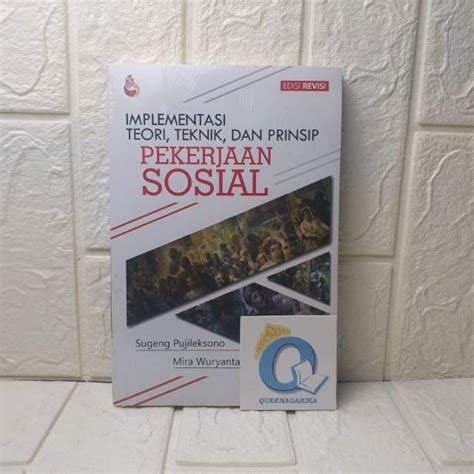 EDISI REVISI
IMPLEMENTASI
TEORI, TEKNIK, DAN PRINSIP
PEKERJAAN
SOSIAL
Sugeng Pujileksono
Mira Wuryanta
QUEENAGARIKA